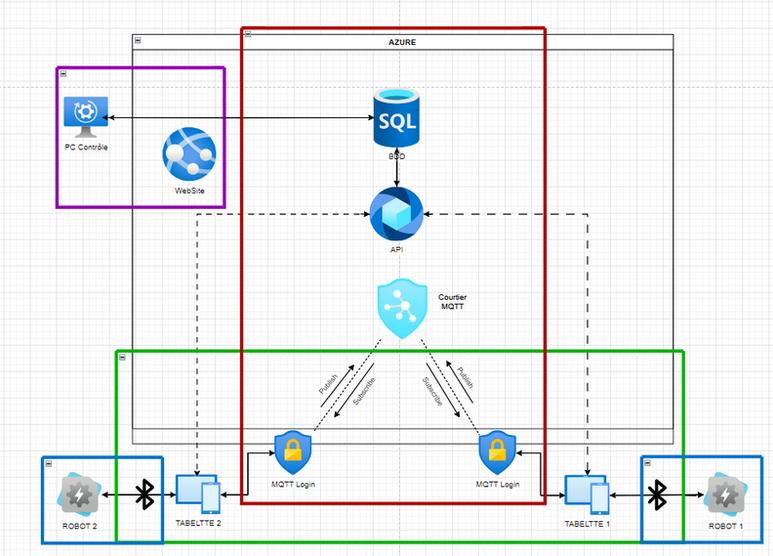 AZURE
SQL
PC Contrôle
BDD
WebSite
API
Courtier
MQTT
Publish
Subscribe
Subscribe
Publish
MQTT Login
MQTT Login
ROBOT 2
TABELTTE 2
TABELTTE 1
ROBOT 1